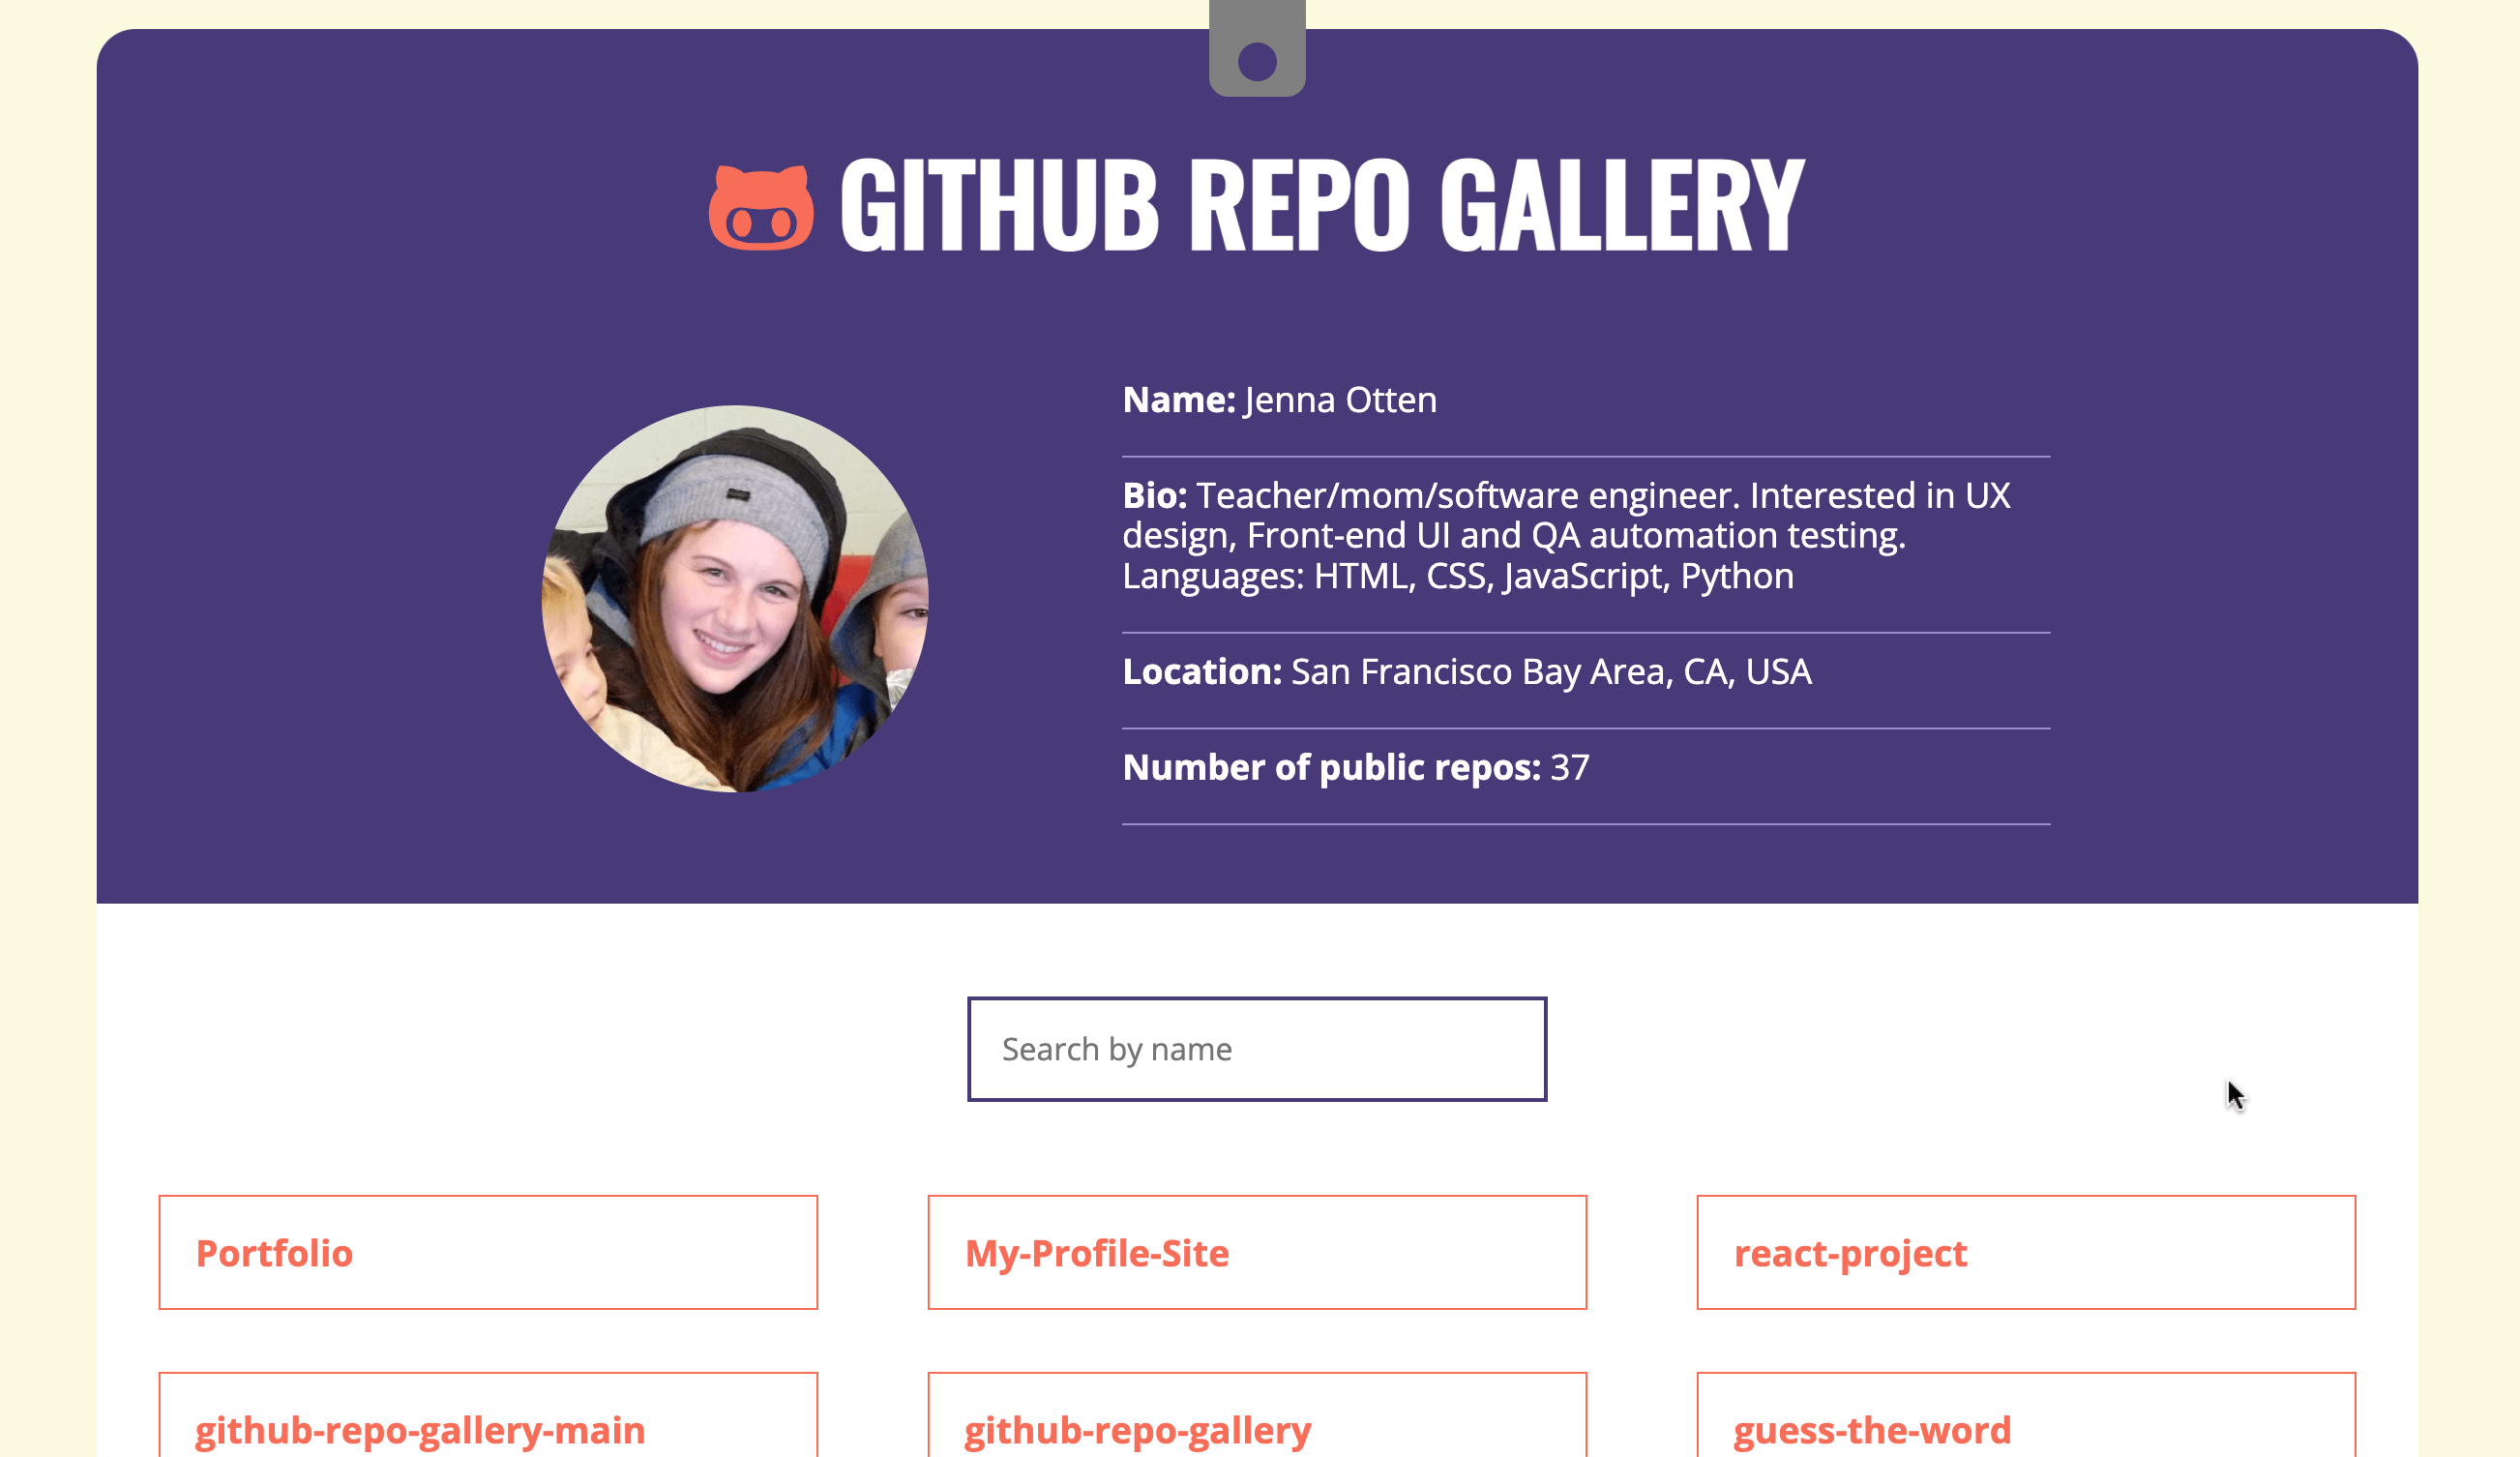 GITHUB REPO GALLERY
Name: Jenna Otten
Bio: Teacher/mom/software engineer. Interested in UX
design, Front-end UI and QA automation testing.
Languages: HTML, CSS, JavaScript, Python
Location: San Francisco Bay Area, CA, USA
Number of public repos: 37
Search by name
Portfolio
My-Profile-Site
react-project
github-repo-gallery-main
github-repo-gallery
guess-the-word